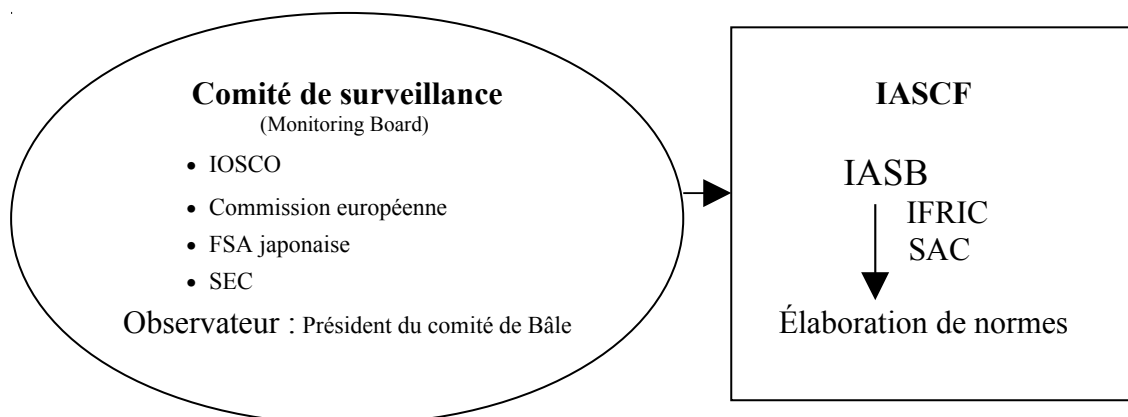 Comité de surveillance
(Monitoring Board)
• IOSCO
• Commission européenne
• FSA japonaise
• SEC
Observateur : Président du comité de Bâle
IASCF
IASB
IFRIC
SAC
Élaboration de normes